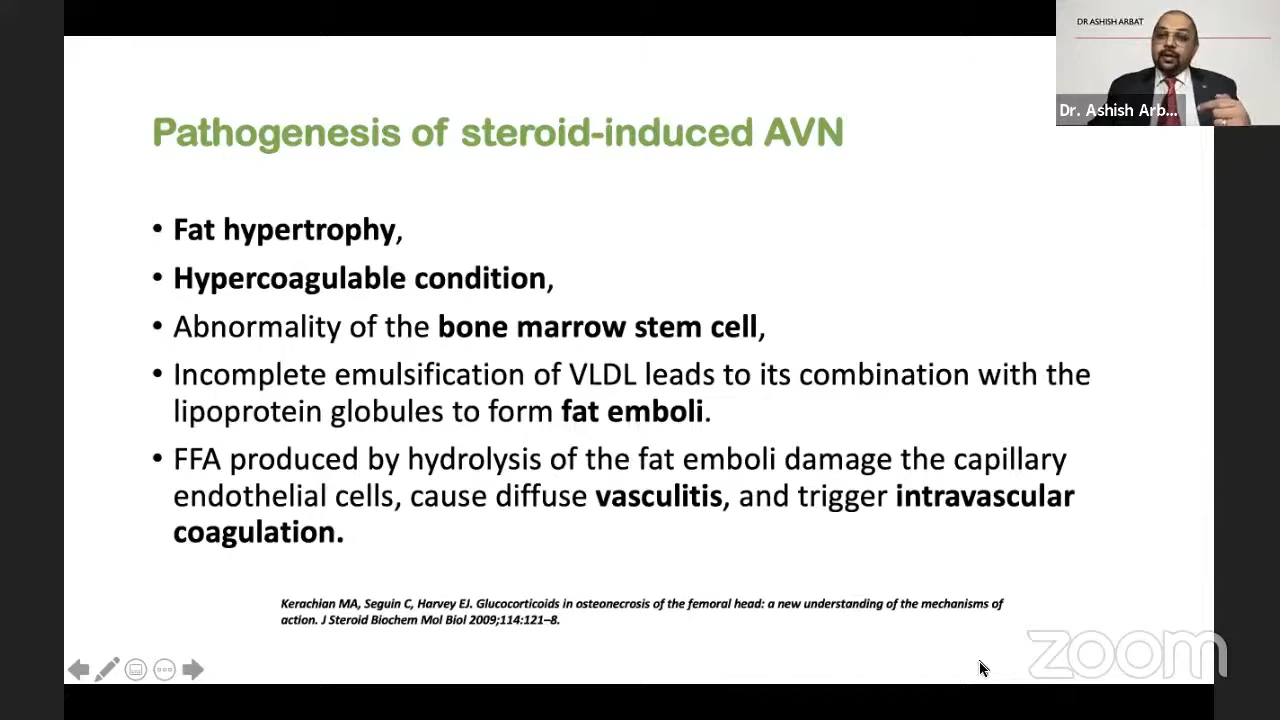 DR ASHISH ARBAT
Dr. Ashish Arb...
Pathogenesis of steroid-induced AVN
• Fat hypertrophy,
• Hypercoagulable condition,
• Abnormality of the bone marrow stem cell,
• Incomplete emulsification of VLDL leads to its combination with the
lipoprotein globules to form fat emboli.
• FFA produced by hydrolysis of the fat emboli damage the capillary
endothelial cells, cause diffuse vasculitis, and trigger intravascular
coagulation.
Kerachian MA, Seguin C, Harvey EJ. Glucocorticoids in osteonecrosis of the femoral head: a new understanding of the mechanisms of
action. J Steroid Biochem Mol Biol 2009;114:121–8.
zoom